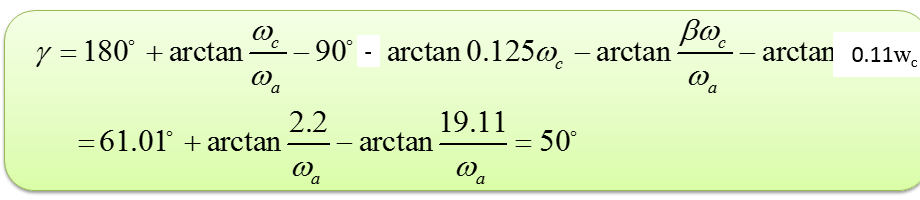 γ = 180° + arctan ω_c/ω_a − 90° - arctan 0.125ω_c − arctan βω_c/ω_a − arctan 0.11w_c
= 61.01° + arctan 2.2/ω_a − arctan 19.11/ω_a = 50°